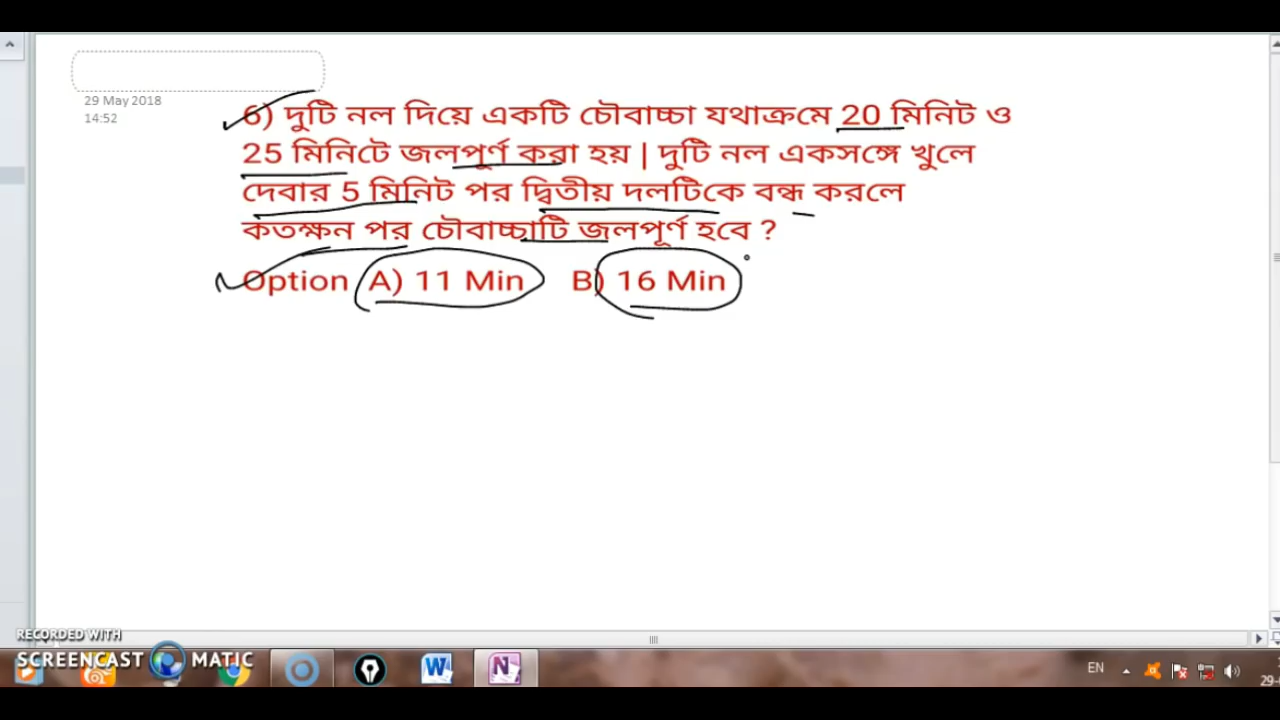 29 May 2018
14:52
6) দুটি নল দিয়ে একটি চৌবাচ্চা যথাক্রমে 20 মিনিট ও
25 মিনিটে জলপুর্ণ করা হয় | দুটি নল একসঙ্গে খুলে
দেবার 5 মিনিট পর দ্বিতীয় দলটিকে বন্ধ করলে
কতক্ষন পর চৌবাচ্চাটি জলপূর্ণ হবে ?
Option A) 11 Min B) 16 Min
RECORDED WITH
SCREENCAST MATIC
EN